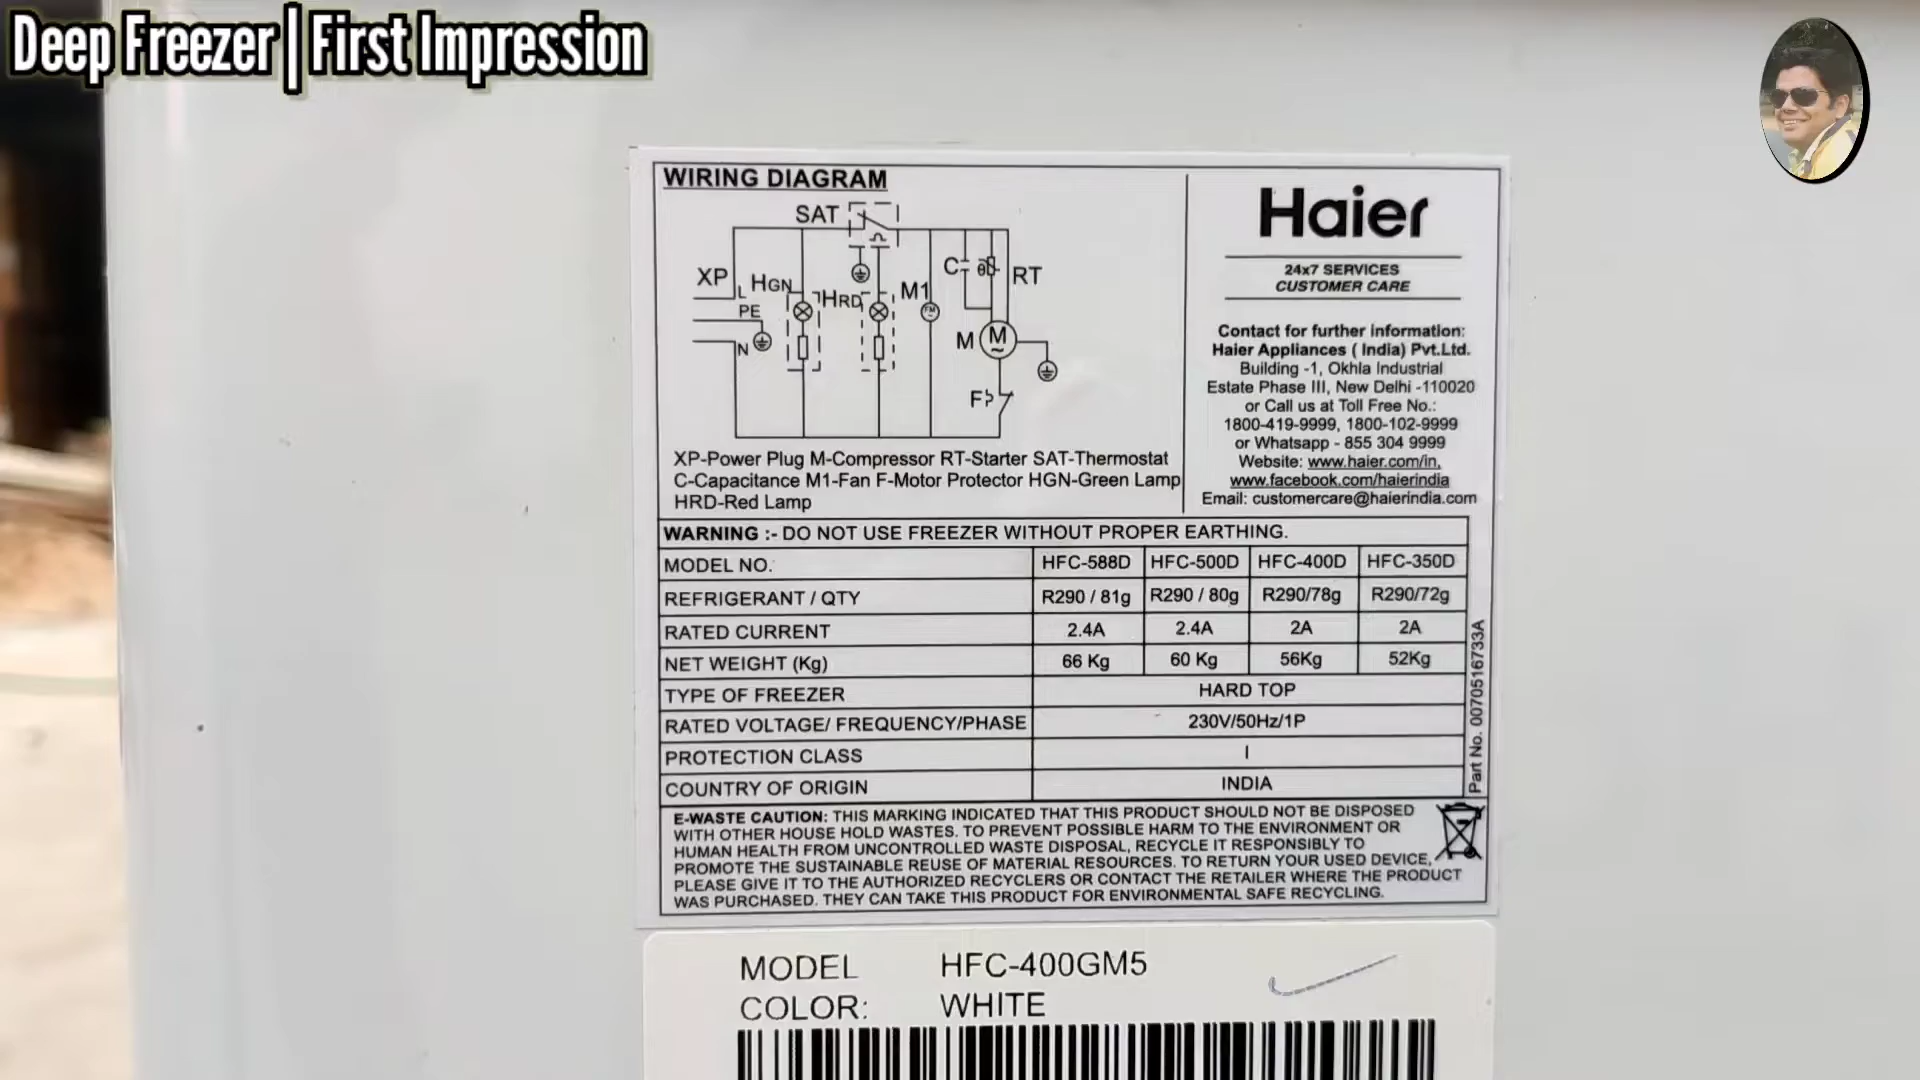 Deep Freezer | First Impression
WIRING DIAGRAM
SAT
XP
L
HGN
HRD
M1
C
θ
RT
PE
FM
M
M
N
F
XP-Power Plug M-Compressor RT-Starter SAT-Thermostat
C-Capacitance M1-Fan F-Motor Protector HGN-Green Lamp
HRD-Red Lamp
Haier
24x7 SERVICES
CUSTOMER CARE
Contact for further information:
Haier Appliances ( India) Pvt.Ltd.
Building -1, Okhla Industrial
Estate Phase III, New Delhi -110020
or Call us at Toll Free No.:
1800-419-9999, 1800-102-9999
or Whatsapp - 855 304 9999
Website: www.haier.com/in,
www.facebook.com/haierindia
Email: customercare@haierindia.com
WARNING :- DO NOT USE FREEZER WITHOUT PROPER EARTHING.
MODEL NO. HFC-588D HFC-500D HFC-400D HFC-350D
REFRIGERANT / QTY R290 / 81g R290 / 80g R290/78g R290/72g
RATED CURRENT 2.4A 2.4A 2A 2A
NET WEIGHT (Kg) 66 Kg 60 Kg 56Kg 52Kg
TYPE OF FREEZER HARD TOP
RATED VOLTAGE/ FREQUENCY/PHASE 230V/50Hz/1P
PROTECTION CLASS I
COUNTRY OF ORIGIN INDIA
Part No. 0070516733A
E-WASTE CAUTION: THIS MARKING INDICATED THAT THIS PRODUCT SHOULD NOT BE DISPOSED
WITH OTHER HOUSE HOLD WASTES. TO PREVENT POSSIBLE HARM TO THE ENVIRONMENT OR
HUMAN HEALTH FROM UNCONTROLLED WASTE DISPOSAL, RECYCLE IT RESPONSIBLY TO
PROMOTE THE SUSTAINABLE REUSE OF MATERIAL RESOURCES. TO RETURN YOUR USED DEVICE,
PLEASE GIVE IT TO THE AUTHORIZED RECYCLERS OR CONTACT THE RETAILER WHERE THE PRODUCT
WAS PURCHASED. THEY CAN TAKE THIS PRODUCT FOR ENVIRONMENTAL SAFE RECYCLING.
MODEL HFC-400GM5
COLOR: WHITE